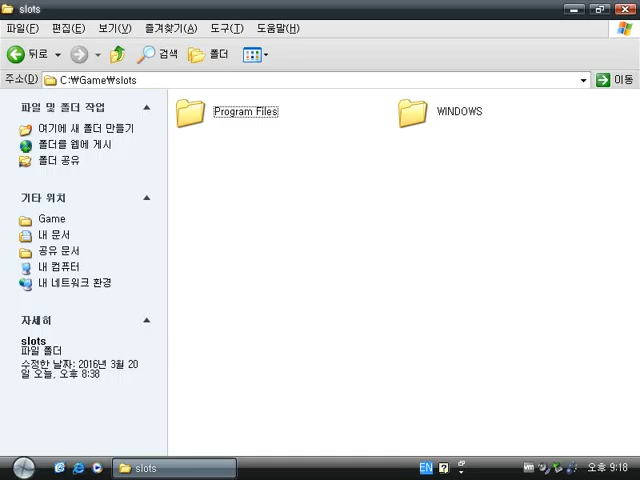 slots
파일(F) 편집(E) 보기(V) 즐겨찾기(A) 도구(T) 도움말(H)
뒤로 검색 폴더
주소(D) C:₩Game₩slots 이동
파일 및 폴더 작업
여기에 새 폴더 만들기
폴더를 웹에 게시
폴더 공유
기타 위치
Game
내 문서
공유 문서
내 컴퓨터
내 네트워크 환경
자세히
slots
파일 폴더
수정한 날짜: 2016년 3월 20
일 오늘, 오후 8:38
Program Files
WINDOWS
slots
EN
오후 9:18